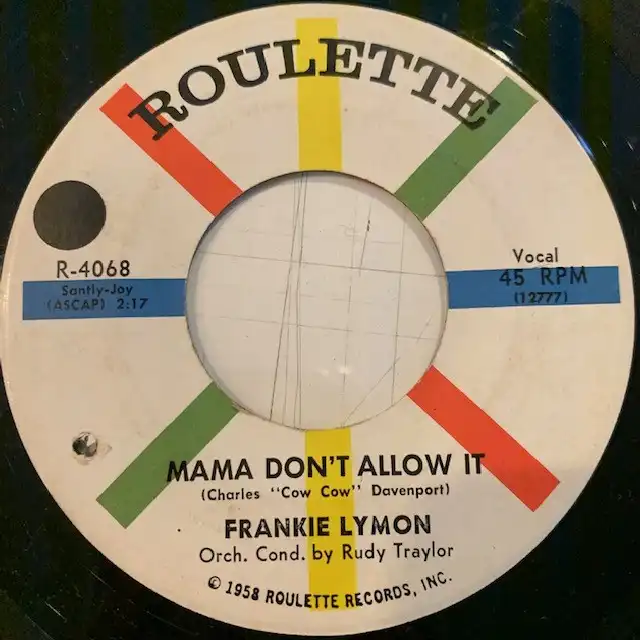 ROULETTE
R-4068
Santly-Joy
(ASCAP) 2:17
Vocal
45 RPM
(12777)
MAMA DON'T ALLOW IT
(Charles "Cow Cow" Davenport)
FRANKIE LYMON
Orch. Cond. by Rudy Traylor
© 1958 ROULETTE RECORDS, INC.